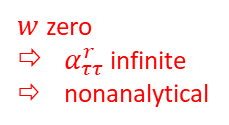 w zero
⇨ α^r_ττ infinite
⇨ nonanalytical